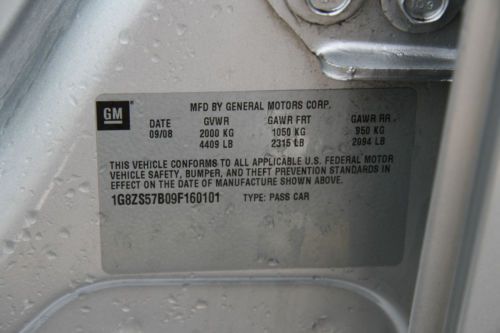 GM
MFD BY GENERAL MOTORS CORP.
DATE GVWR GAWR FRT GAWR RR
09/08 2000 KG 1050 KG 950 KG
4409 LB 2315 LB 2094 LB
THIS VEHICLE CONFORMS TO ALL APPLICABLE U.S. FEDERAL MOTOR
VEHICLE SAFETY, BUMPER, AND THEFT PREVENTION STANDARDS IN
EFFECT ON THE DATE OF MANUFACTURE SHOWN ABOVE.
1G8ZS57B09F160101 TYPE: PASS CAR